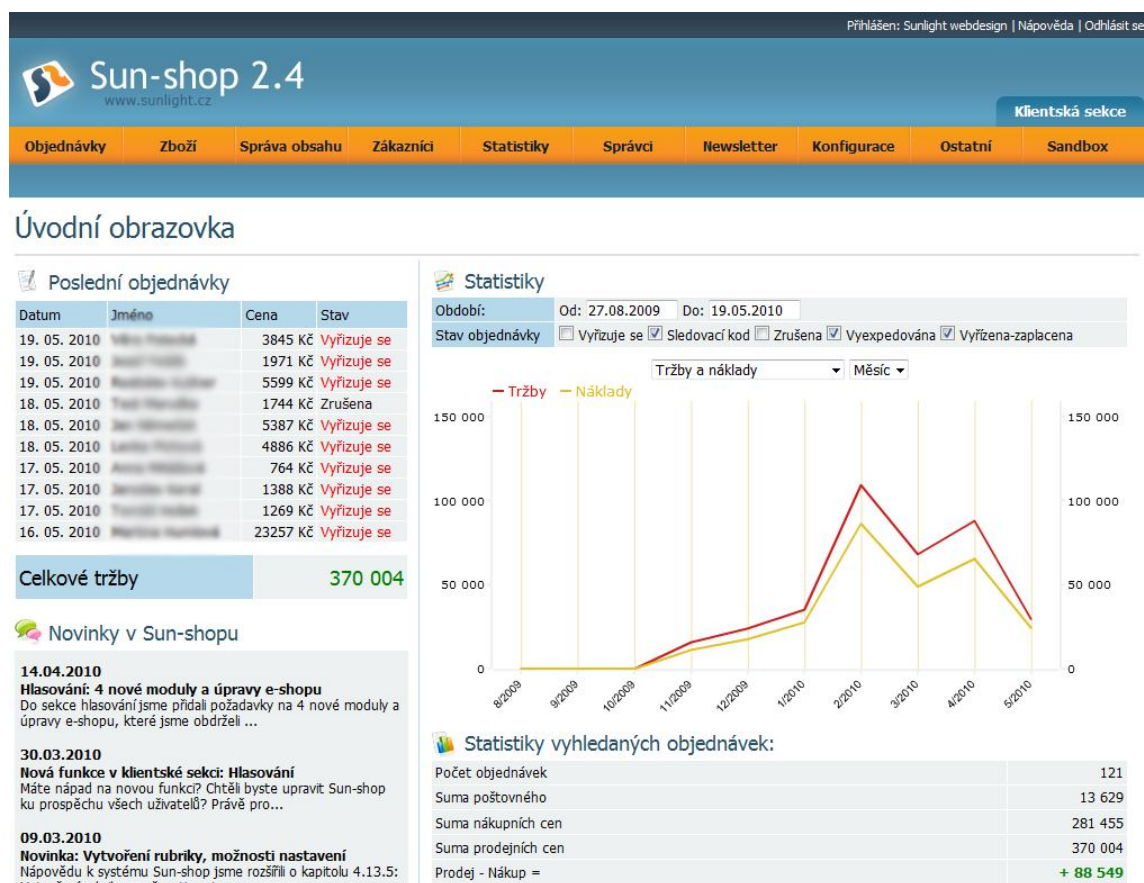 Přihlášen: Sunlight webdesign | Nápověda | Odhlásit se
Sun-shop 2.4
www.sunlight.cz
Klientská sekce
Objednávky Zboží Správa obsahu Zákazníci Statistiky Správci Newsletter Konfigurace Ostatní Sandbox
Úvodní obrazovka
Poslední objednávky
Datum Jméno Cena Stav
19. 05. 2010 3845 Kč Vyřizuje se
19. 05. 2010 1971 Kč Vyřizuje se
19. 05. 2010 5599 Kč Vyřizuje se
18. 05. 2010 1744 Kč Zrušena
18. 05. 2010 5387 Kč Vyřizuje se
18. 05. 2010 4886 Kč Vyřizuje se
17. 05. 2010 764 Kč Vyřizuje se
17. 05. 2010 1388 Kč Vyřizuje se
17. 05. 2010 1269 Kč Vyřizuje se
16. 05. 2010 23257 Kč Vyřizuje se
Celkové tržby 370 004
Novinky v Sun-shopu
14.04.2010
Hlasování: 4 nové moduly a úpravy e-shopu
Do sekce hlasování jsme přidali požadavky na 4 nové moduly a
úpravy e-shopu, které jsme obdrželi ...
30.03.2010
Nová funkce v klientské sekci: Hlasování
Máte nápad na novou funkci? Chtěli byste upravit Sun-shop
ku prospěchu všech uživatelů? Právě pro...
09.03.2010
Novinka: Vytvoření rubriky, možnosti nastavení
Nápovědu k systému Sun-shop jsme rozšířili o kapitolu 4.13.5:
Statistiky
Období: Od: 27.08.2009 Do: 19.05.2010
Stav objednávky Vyřizuje se Sledovací kod Zrušena Vyexpedována Vyřízena-zaplacena
Tržby a náklady Měsíc
Tržby Náklady
150 000 150 000
100 000 100 000
50 000 50 000
0 0
8/2009 9/2009 10/2009 11/2009 12/2009 1/2010 2/2010 3/2010 4/2010 5/2010
Statistiky vyhledaných objednávek:
Počet objednávek 121
Suma poštovného 13 629
Suma nákupních cen 281 455
Suma prodejních cen 370 004
Prodej - Nákup = + 88 549